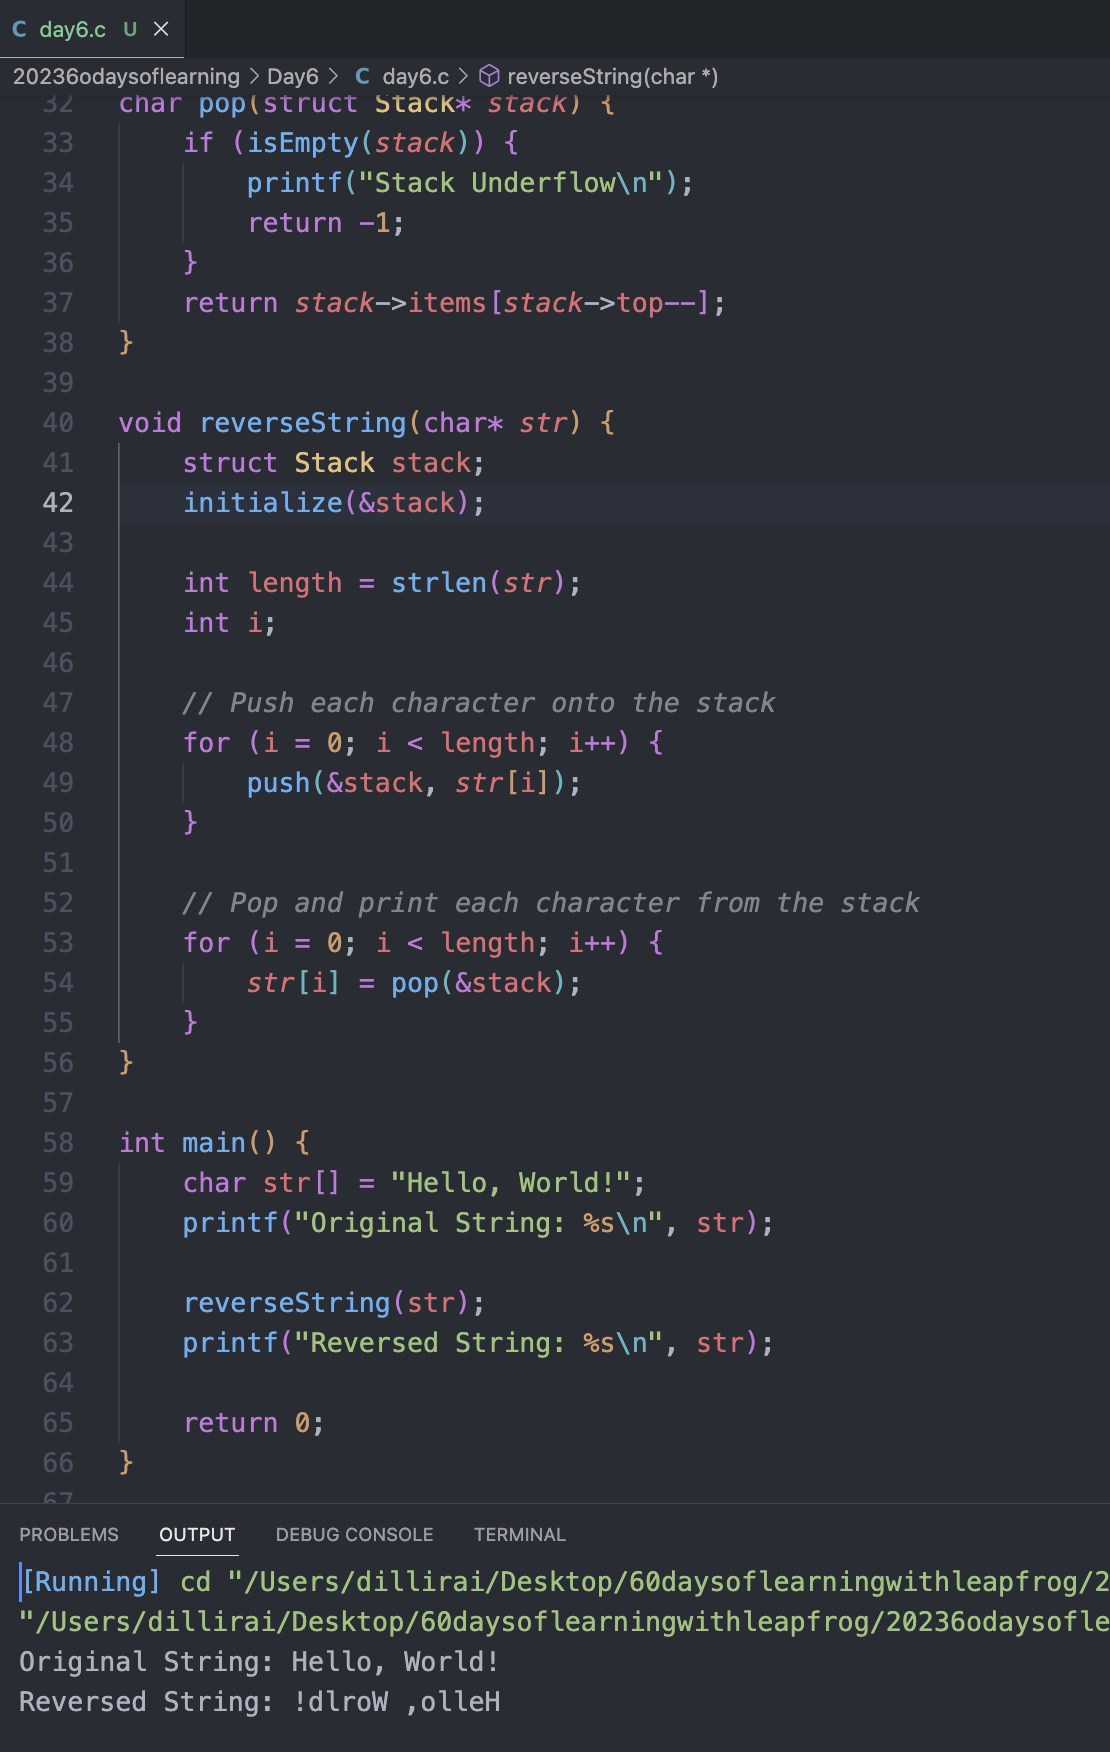 C day6.c U ×
20236odaysoflearning > Day6 > C day6.c > reverseString(char *)
32 char pop(struct Stack* stack) {
33     if (isEmpty(stack)) {
34         printf("Stack Underflow\n");
35         return -1;
36     }
37     return stack->items[stack->top--];
38 }
39
40 void reverseString(char* str) {
41     struct Stack stack;
42     initialize(&stack);
43
44     int length = strlen(str);
45     int i;
46
47     // Push each character onto the stack
48     for (i = 0; i < length; i++) {
49         push(&stack, str[i]);
50     }
51
52     // Pop and print each character from the stack
53     for (i = 0; i < length; i++) {
54         str[i] = pop(&stack);
55     }
56 }
57
58 int main() {
59     char str[] = "Hello, World!";
60     printf("Original String: %s\n", str);
61
62     reverseString(str);
63     printf("Reversed String: %s\n", str);
64
65     return 0;
66 }
67
PROBLEMS OUTPUT DEBUG CONSOLE TERMINAL
[Running] cd "/Users/dillirai/Desktop/60daysoflearningwithleapfrog/2
"/Users/dillirai/Desktop/60daysoflearningwithleapfrog/20236odaysofle
Original String: Hello, World!
Reversed String: !dlroW ,olleH